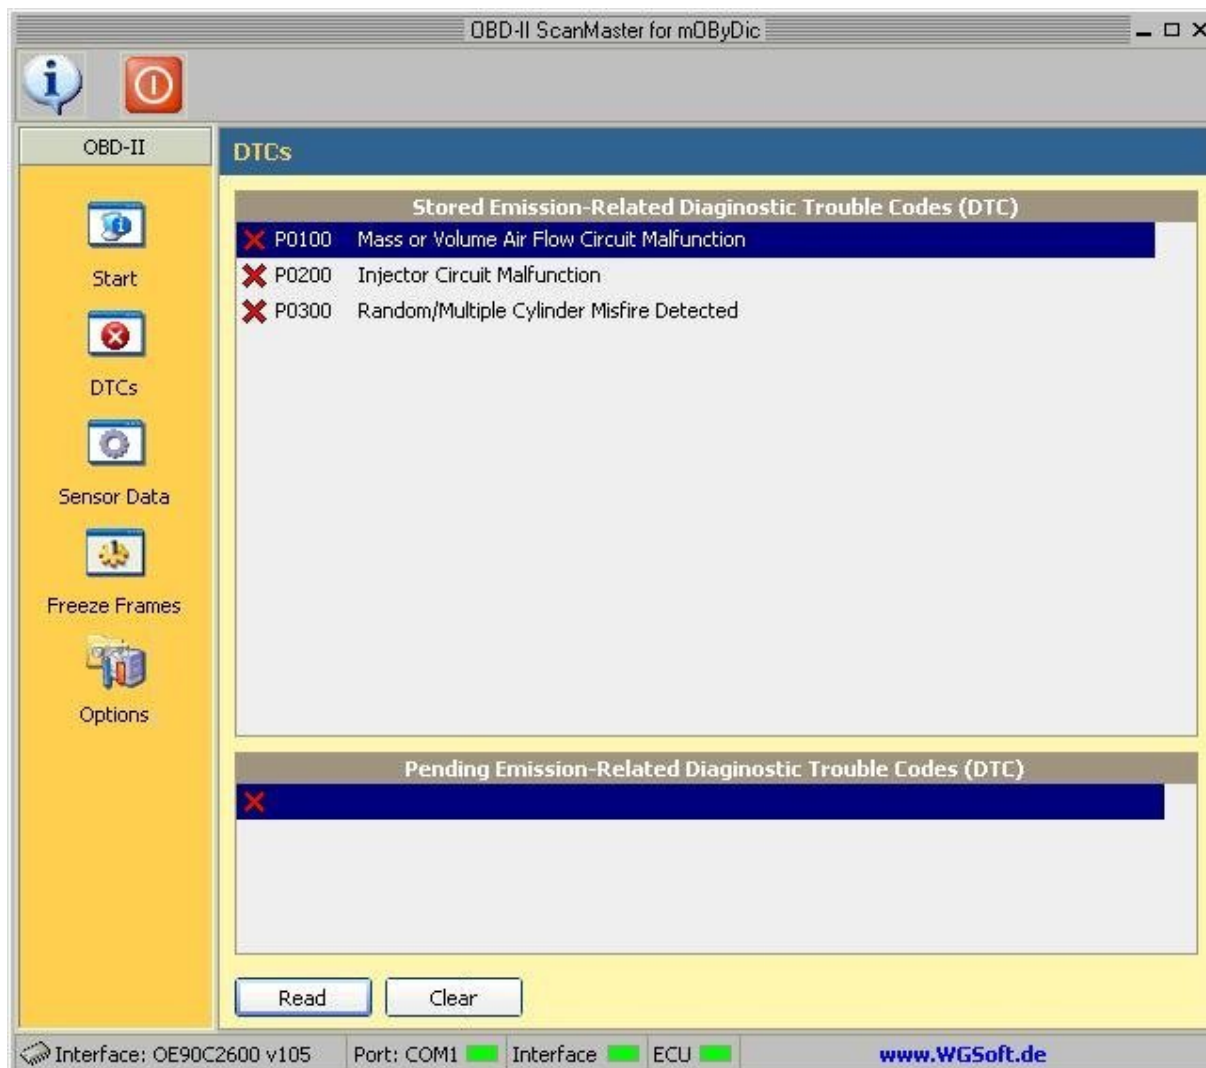 OBD-II ScanMaster for mOByDic
OBD-II
Start
DTCs
Sensor Data
Freeze Frames
Options
DTCs
Stored Emission-Related Diagnostic Trouble Codes (DTC)
P0100 Mass or Volume Air Flow Circuit Malfunction
P0200 Injector Circuit Malfunction
P0300 Random/Multiple Cylinder Misfire Detected
Pending Emission-Related Diagnostic Trouble Codes (DTC)
Read Clear
Interface: OE90C2600 v105 Port: COM1 Interface ECU www.WGSoft.de